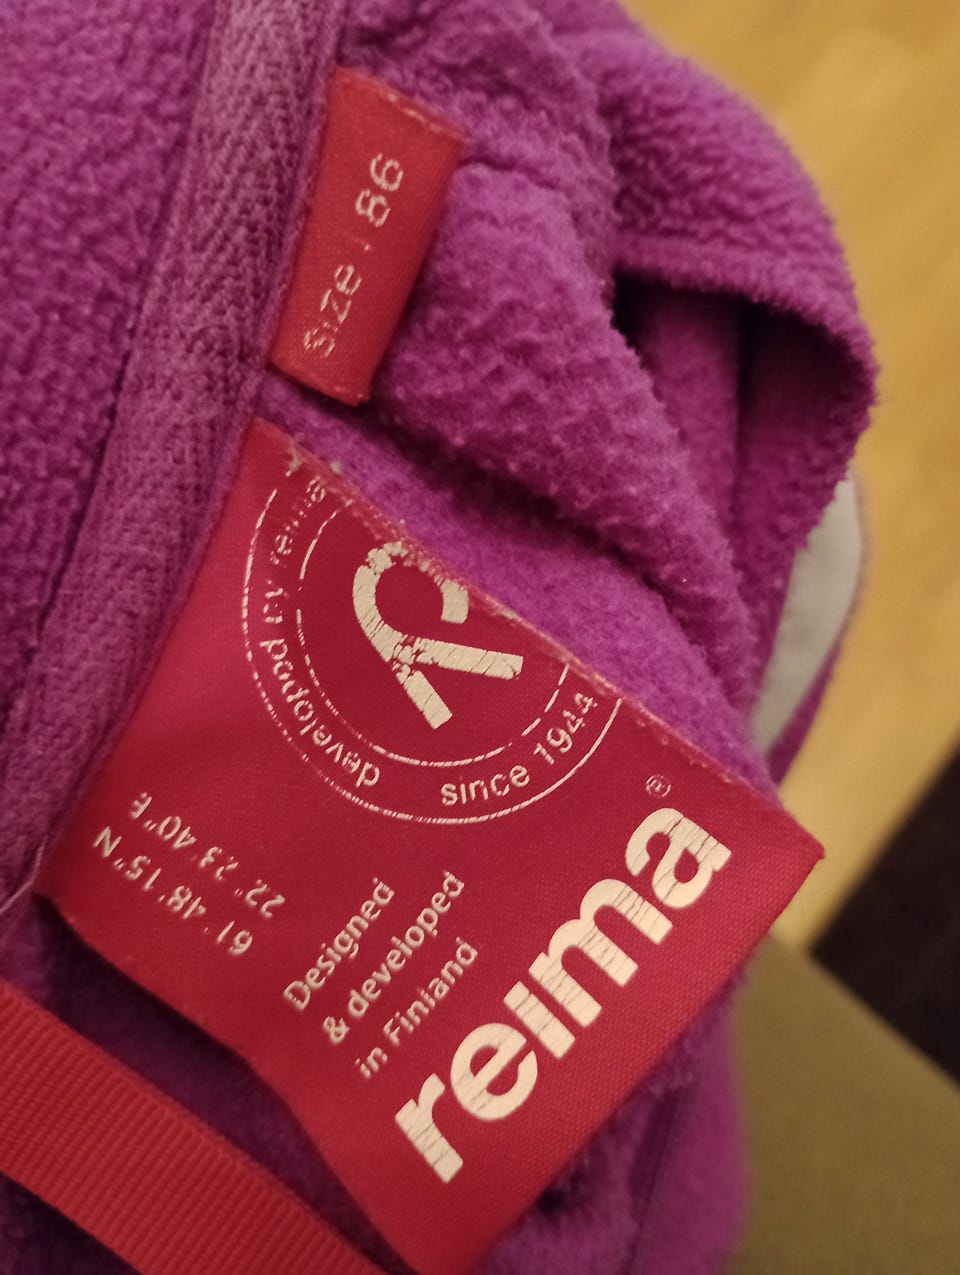 Size / 86
developed by reima
since 1944
reima®
Designed
& developed
in Finland
61° 48' 15" N
22° 23' 40" E